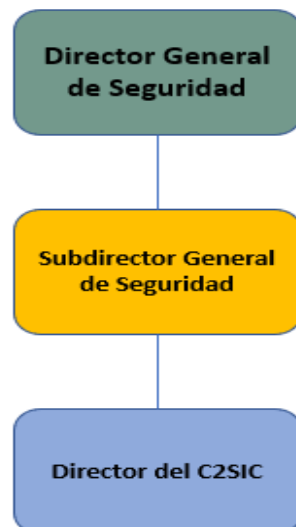 Director General
de Seguridad
Subdirector General
de Seguridad
Director del C2SIC